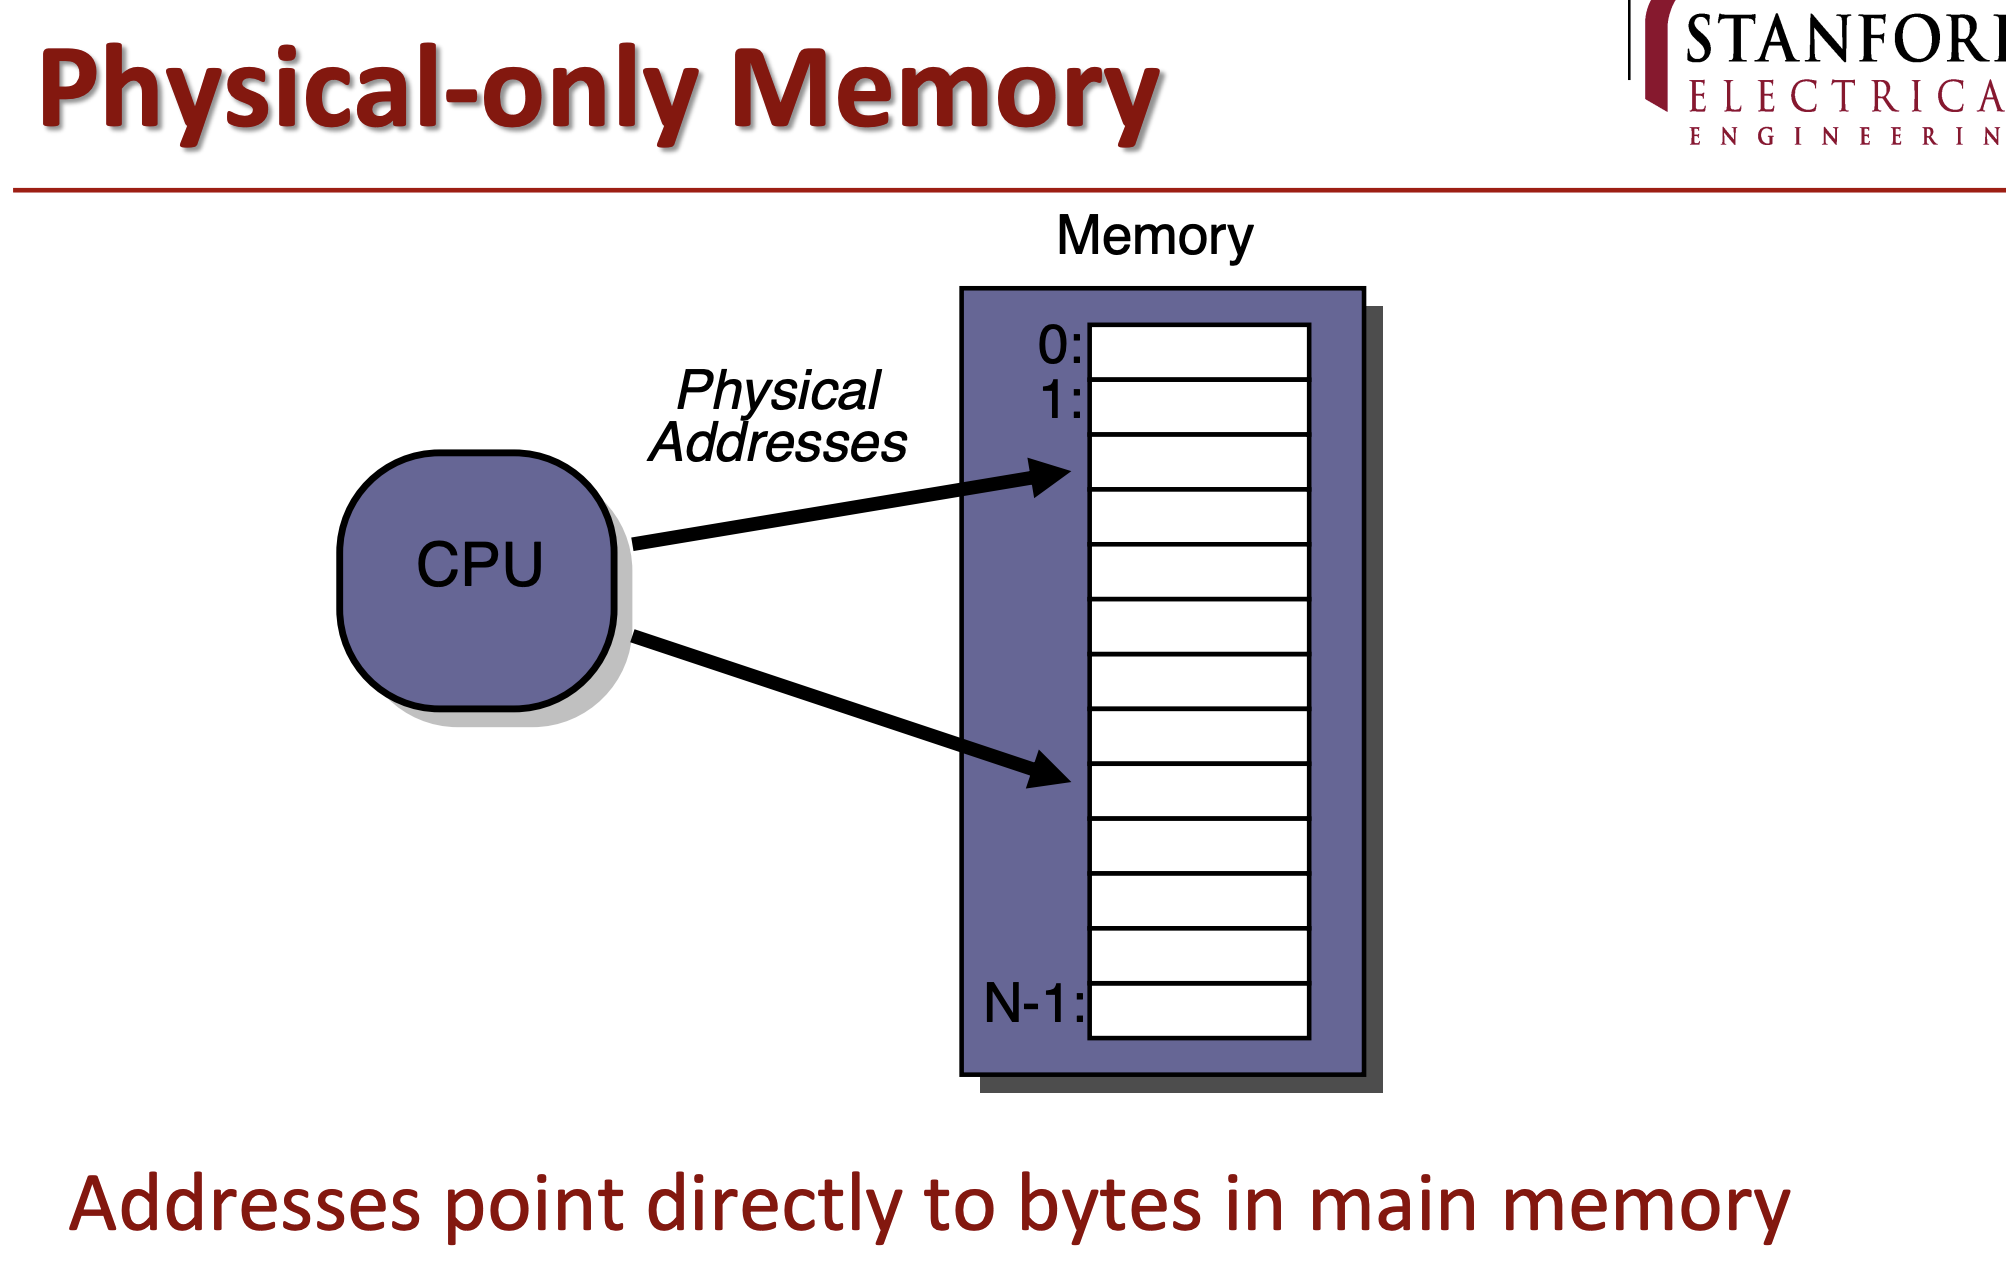 Physical-only Memory
STANFOR
ELECTRICA
ENGINEERIN
Memory
0:
1:
Physical
Addresses
CPU
N-1:
Addresses point directly to bytes in main memory